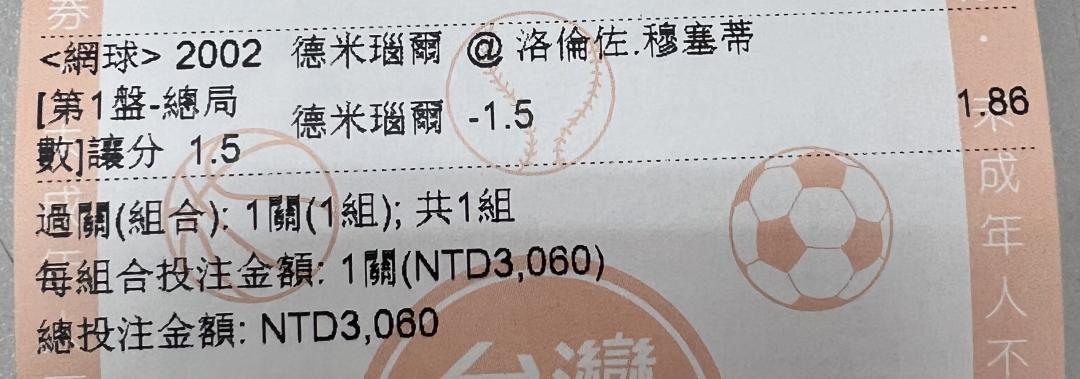 <網球> 2002 德米瑙爾 @ 洛倫佐.穆塞蒂
[第1盤-總局
數]讓分 1.5
德米瑙爾 -1.5
1.86
過關(組合): 1關(1組); 共1組
每組合投注金額: 1關(NTD3,060)
總投注金額: NTD3,060
券
台灣
未成年人不